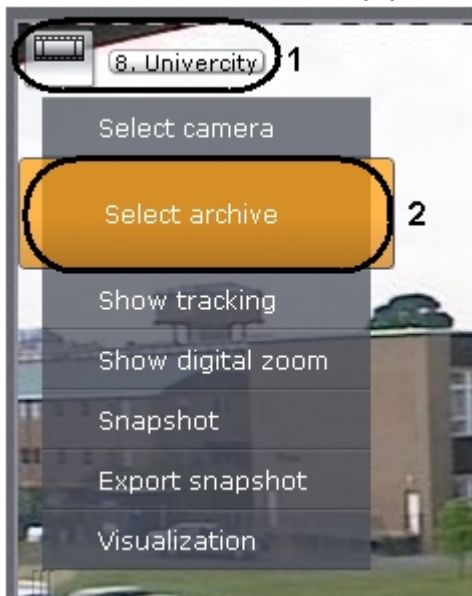 8. Univercity 1
Select camera
Select archive 2
Show tracking
Show digital zoom
Snapshot
Export snapshot
Visualization